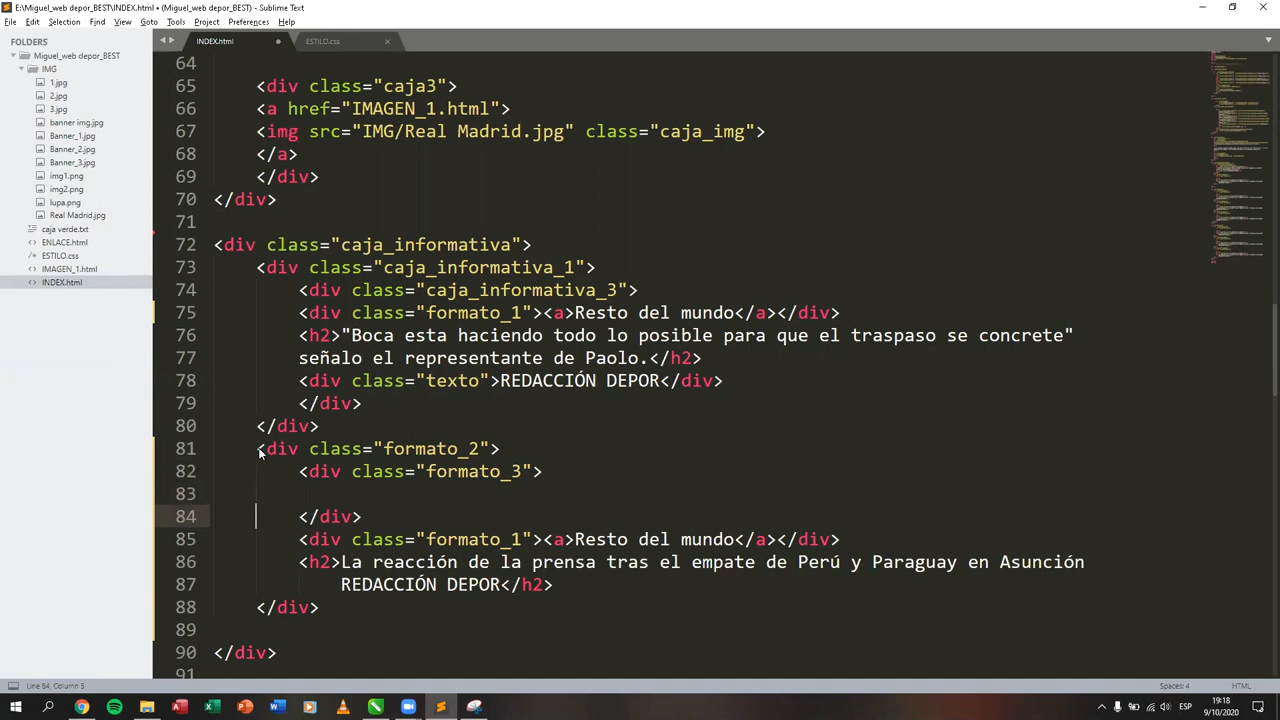 E:\Miguel_web depor_BEST\INDEX.html • (Miguel_web depor_BEST) - Sublime Text
File Edit Selection Find View Goto Tools Project Preferences Help
FOLDERS
Miguel_web depor_BEST
IMG
1.jpg
2.jpg
3.jpg
banner img.jpg
Banner_1.jpg
Banner_2.jpg
Banner_3.jpg
img1.png
img2.png
lupa.png
Real Madrid.jpg
caja verde.txt
ENLACE.html
ESTILO.css
IMAGEN_1.html
INDEX.html
INDEX.html
ESTILO.css
64
65 <div class="caja3">
66 <a href="IMAGEN_1.html">
67 <img src="IMG/Real Madrid.jpg" class="caja_img">
68 </a>
69 </div>
70 </div>
71
72 <div class="caja_informativa">
73 <div class="caja_informativa_1">
74 <div class="caja_informativa_3">
75 <div class="formato_1"><a>Resto del mundo</a></div>
76 <h2>"Boca esta haciendo todo lo posible para que el traspaso se concrete"
77 señalo el representante de Paolo.</h2>
78 <div class="texto">REDACCIÓN DEPOR</div>
79 </div>
80 </div>
81 <div class="formato_2">
82 <div class="formato_3">
83
84 </div>
85 <div class="formato_1"><a>Resto del mundo</a></div>
86 <h2>La reacción de la prensa tras el empate de Perú y Paraguay en Asunción
87 REDACCIÓN DEPOR</h2>
88 </div>
89
90 </div>
91
Line 84, Column 5
Spaces: 4
HTML
ESP
19:18
9/10/2020